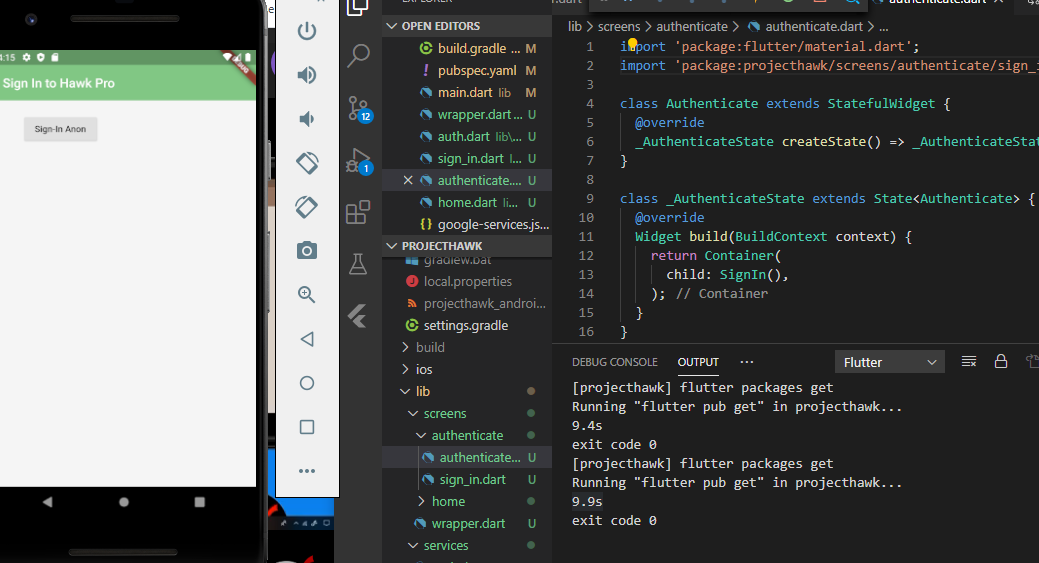 4:15
DEBUG
Sign In to Hawk Pro
Sign-In Anon
12
1
OPEN EDITORS
build.gradle ... M
pubspec.yaml M
main.dart lib M
wrapper.dart... U
auth.dart lib\... U
sign_in.dart l... U
authenticate.... U
home.dart li... U
{} google-services.js...
PROJECTHAWK
gradlew.bat
local.properties
projecthawk_androi...
settings.gradle
build
ios
lib
screens
authenticate
authenticate... U
sign_in.dart U
home
wrapper.dart U
services
authenticate.dart
lib > screens > authenticate > authenticate.dart > ...
1 import 'package:flutter/material.dart';
2 import 'package:projecthawk/screens/authenticate/sign_i
3
4 class Authenticate extends StatefulWidget {
5 @override
6 _AuthenticateState createState() => _AuthenticateStat
7 }
8
9 class _AuthenticateState extends State<Authenticate> {
10 @override
11 Widget build(BuildContext context) {
12 return Container(
13 child: SignIn(),
14 ); // Container
15 }
16 }
DEBUG CONSOLE OUTPUT ... Flutter
[projecthawk] flutter packages get
Running "flutter pub get" in projecthawk...
9.4s
exit code 0
[projecthawk] flutter packages get
Running "flutter pub get" in projecthawk...
9.9s
exit code 0